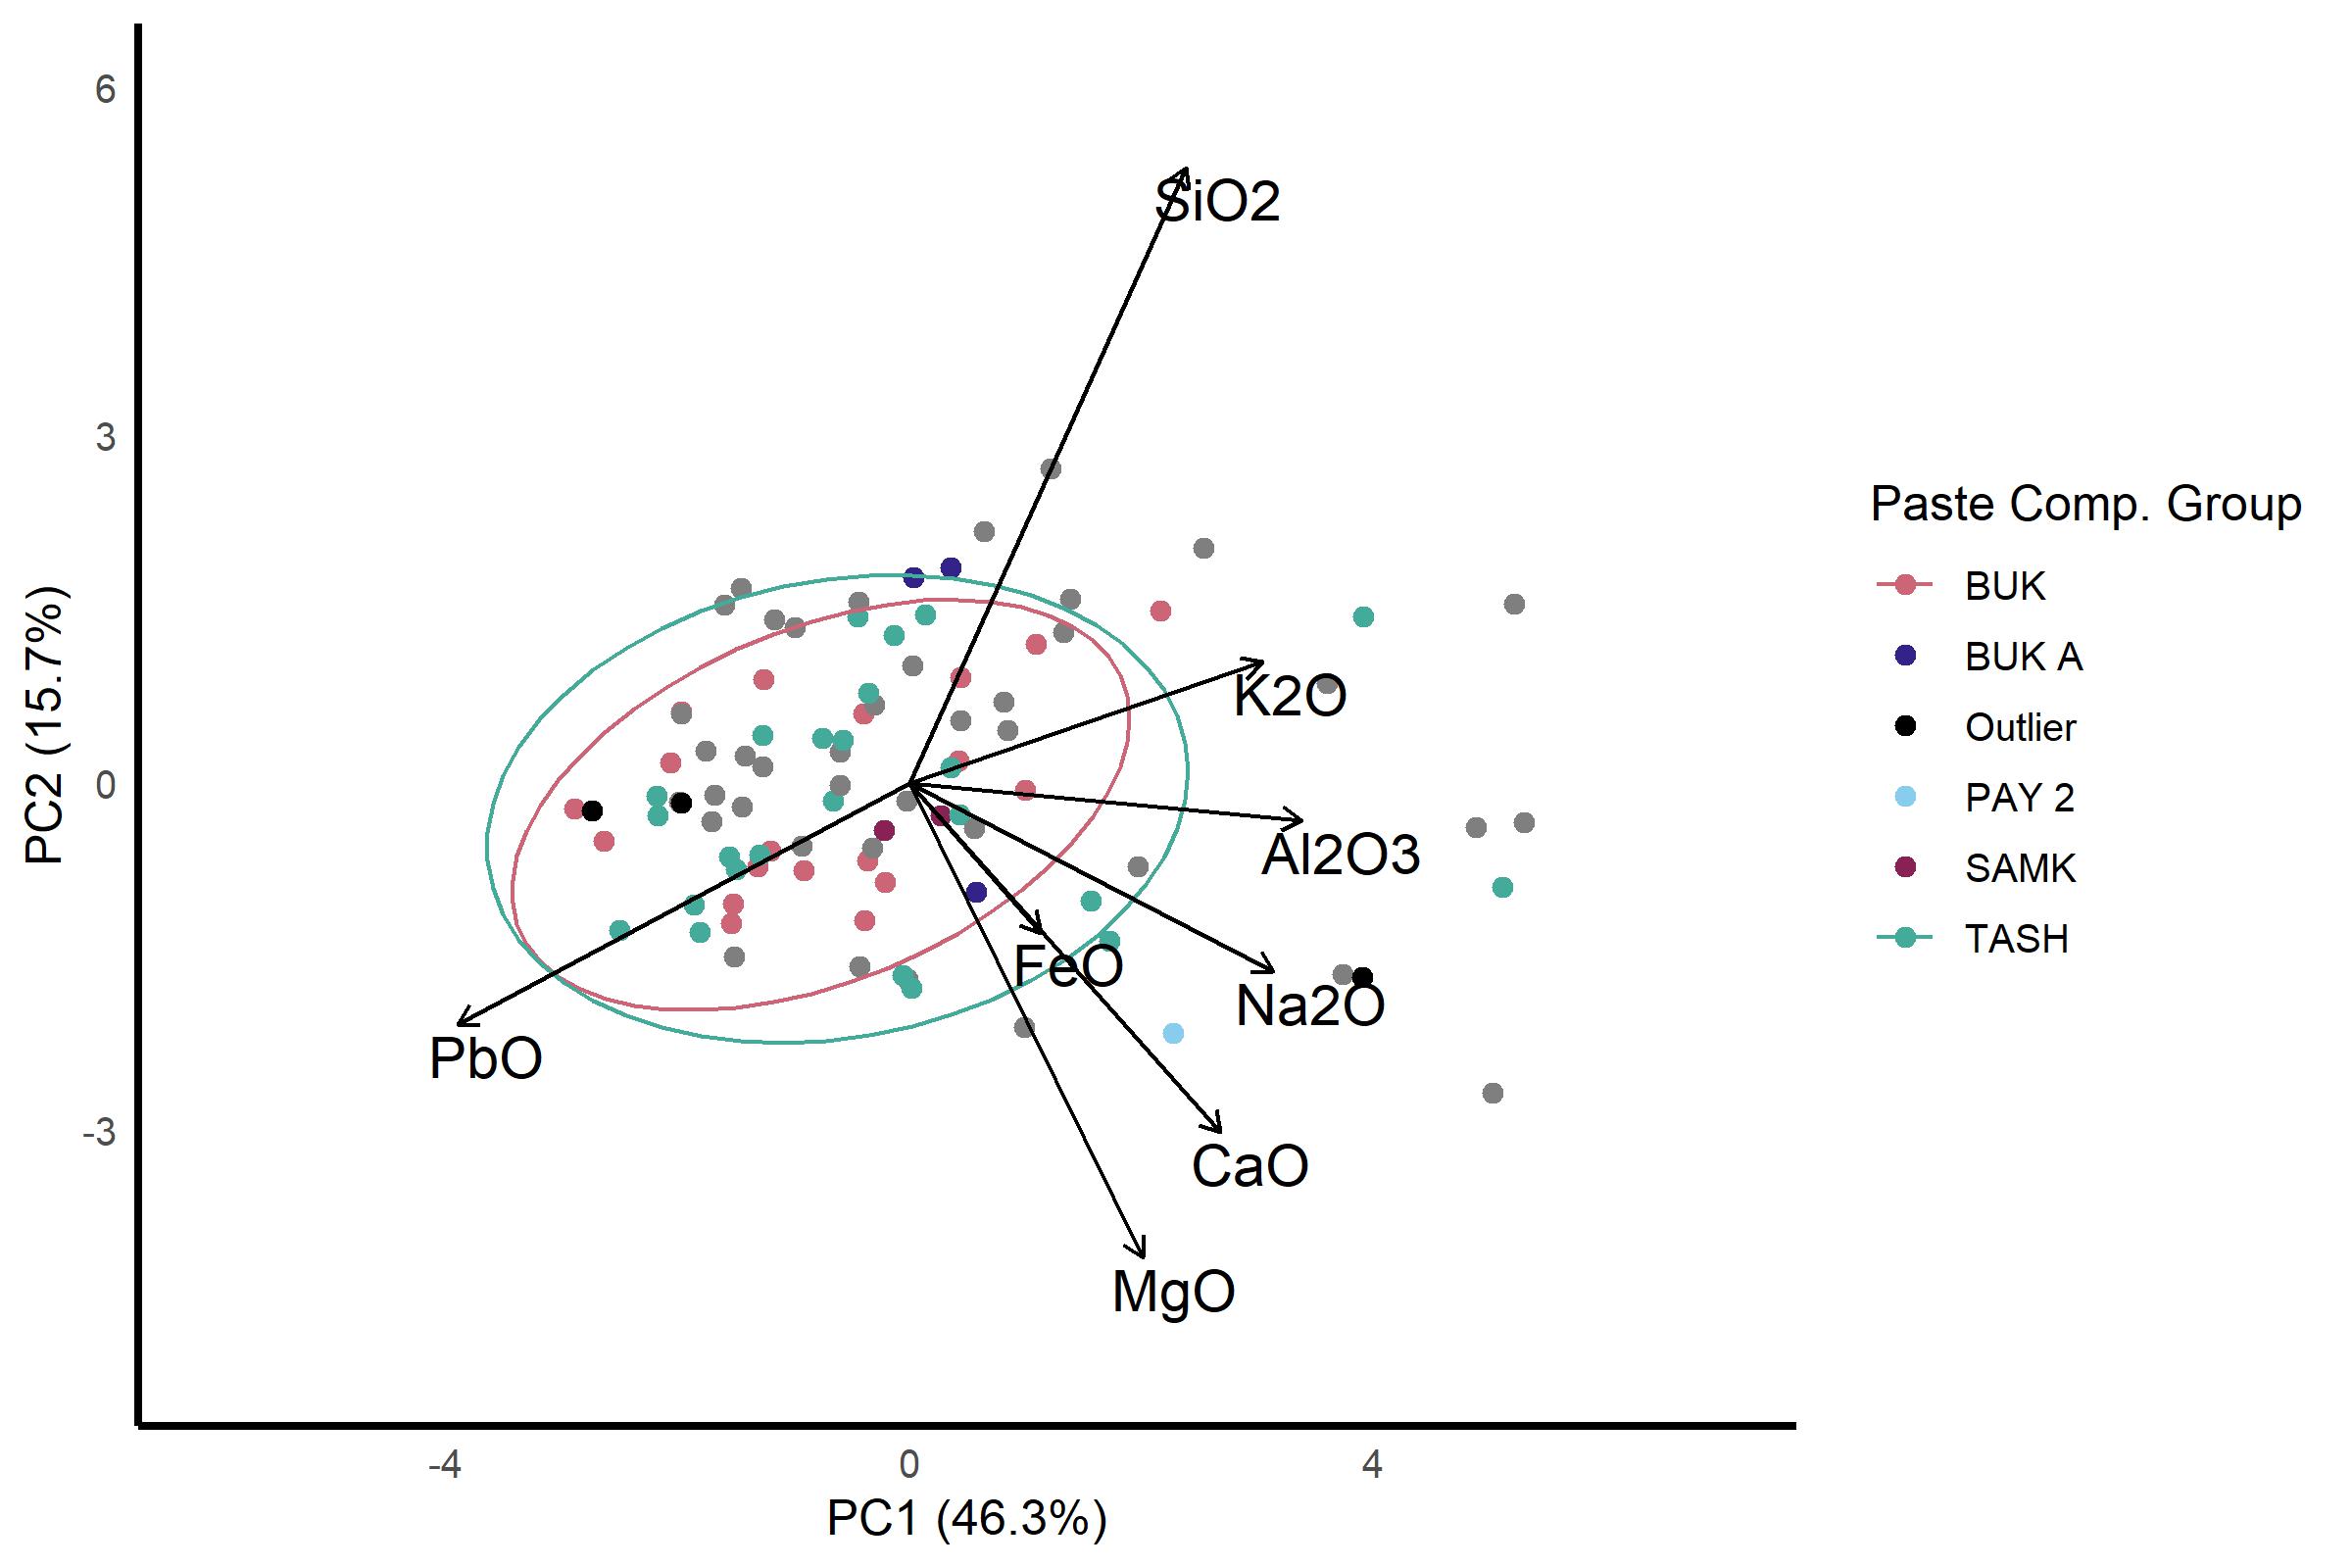 6
3
0
-3
PC2 (15.7%)
-4
0
4
PC1 (46.3%)
SiO2
K2O
Al2O3
FeO
Na2O
PbO
CaO
MgO
Paste Comp. Group
BUK
BUK A
Outlier
PAY 2
SAMK
TASH